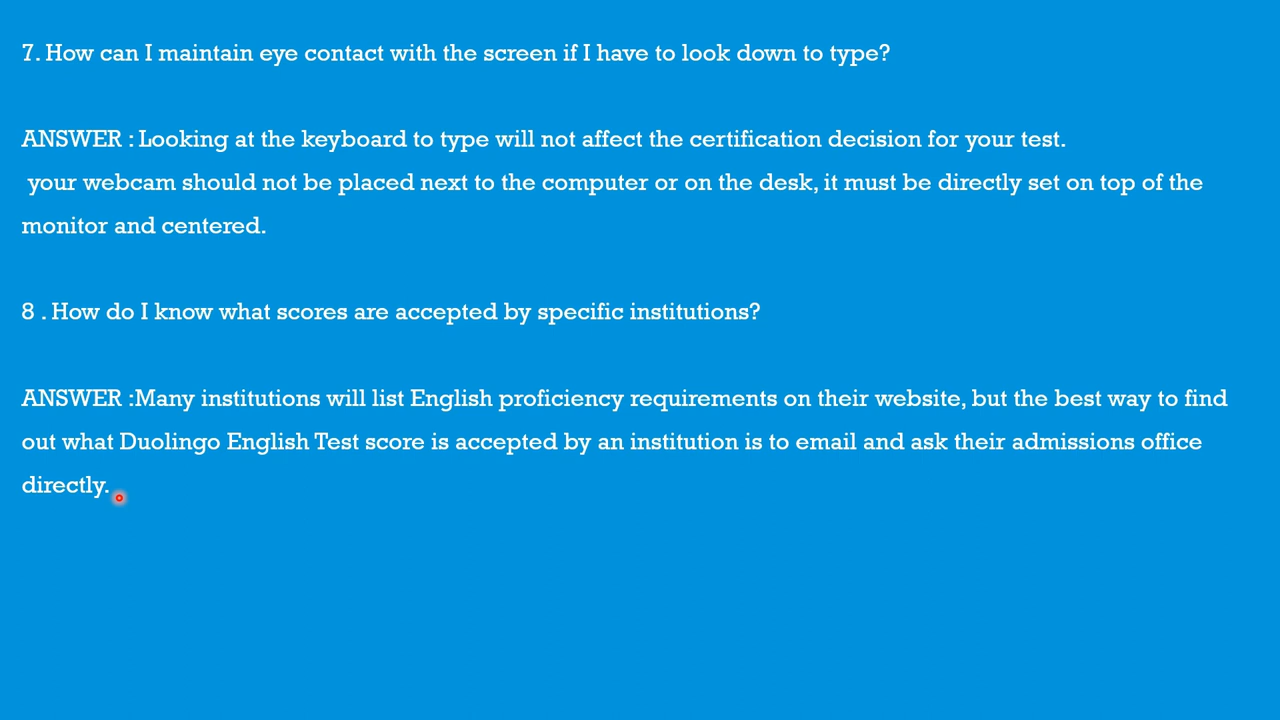 7. How can I maintain eye contact with the screen if I have to look down to type?
ANSWER : Looking at the keyboard to type will not affect the certification decision for your test.
your webcam should not be placed next to the computer or on the desk, it must be directly set on top of the
monitor and centered.
8 . How do I know what scores are accepted by specific institutions?
ANSWER :Many institutions will list English proficiency requirements on their website, but the best way to find
out what Duolingo English Test score is accepted by an institution is to email and ask their admissions office
directly.